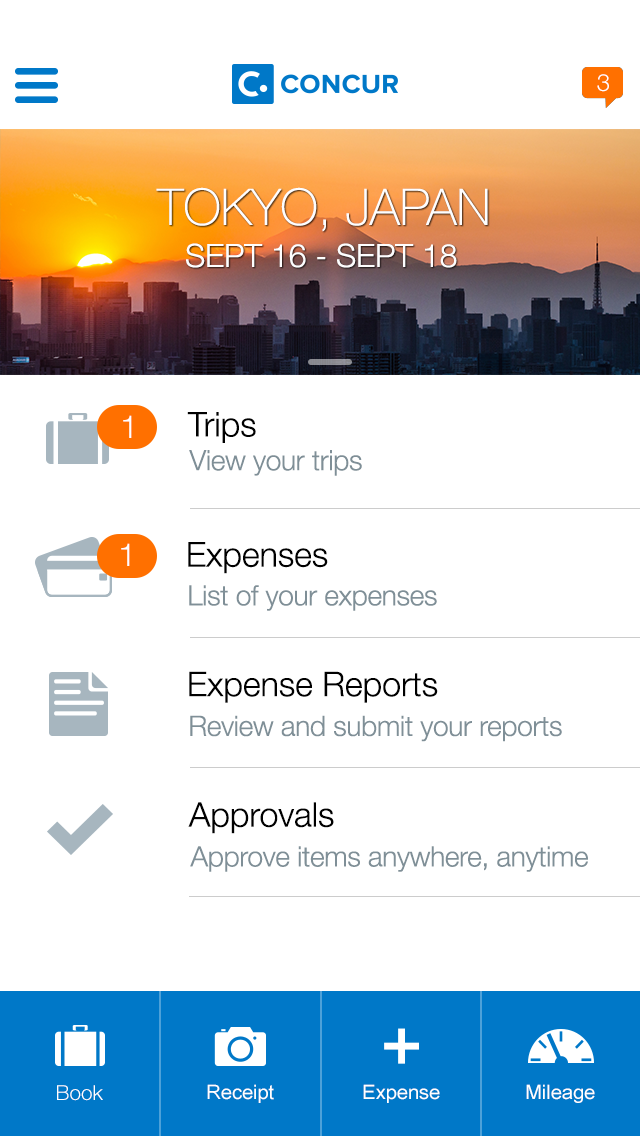 CONCUR
3
TOKYO, JAPAN
SEPT 16 - SEPT 18
1
Trips
View your trips
1
Expenses
List of your expenses
Expense Reports
Review and submit your reports
Approvals
Approve items anywhere, anytime
Book
Receipt
Expense
Mileage